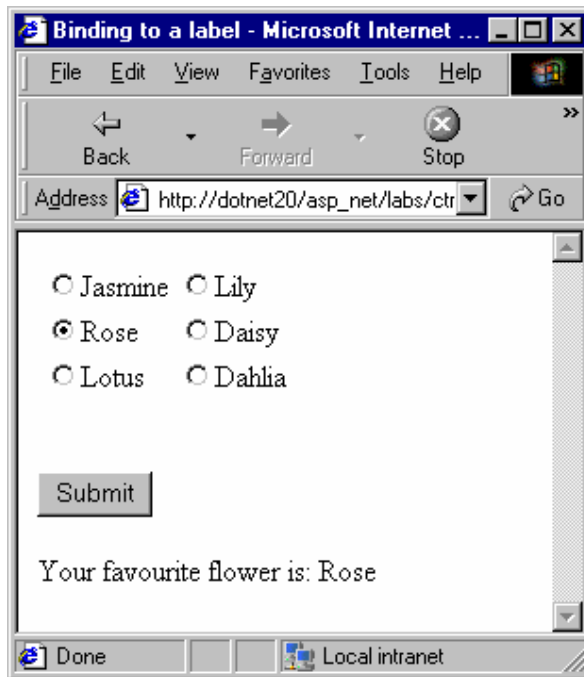 Binding to a label - Microsoft Internet ...
File Edit View Favorites Tools Help
Back Forward Stop »
Address http://dotnet20/asp_net/labs/ctr Go
Jasmine Lily
Rose Daisy
Lotus Dahlia
Submit
Your favourite flower is: Rose
Done Local intranet